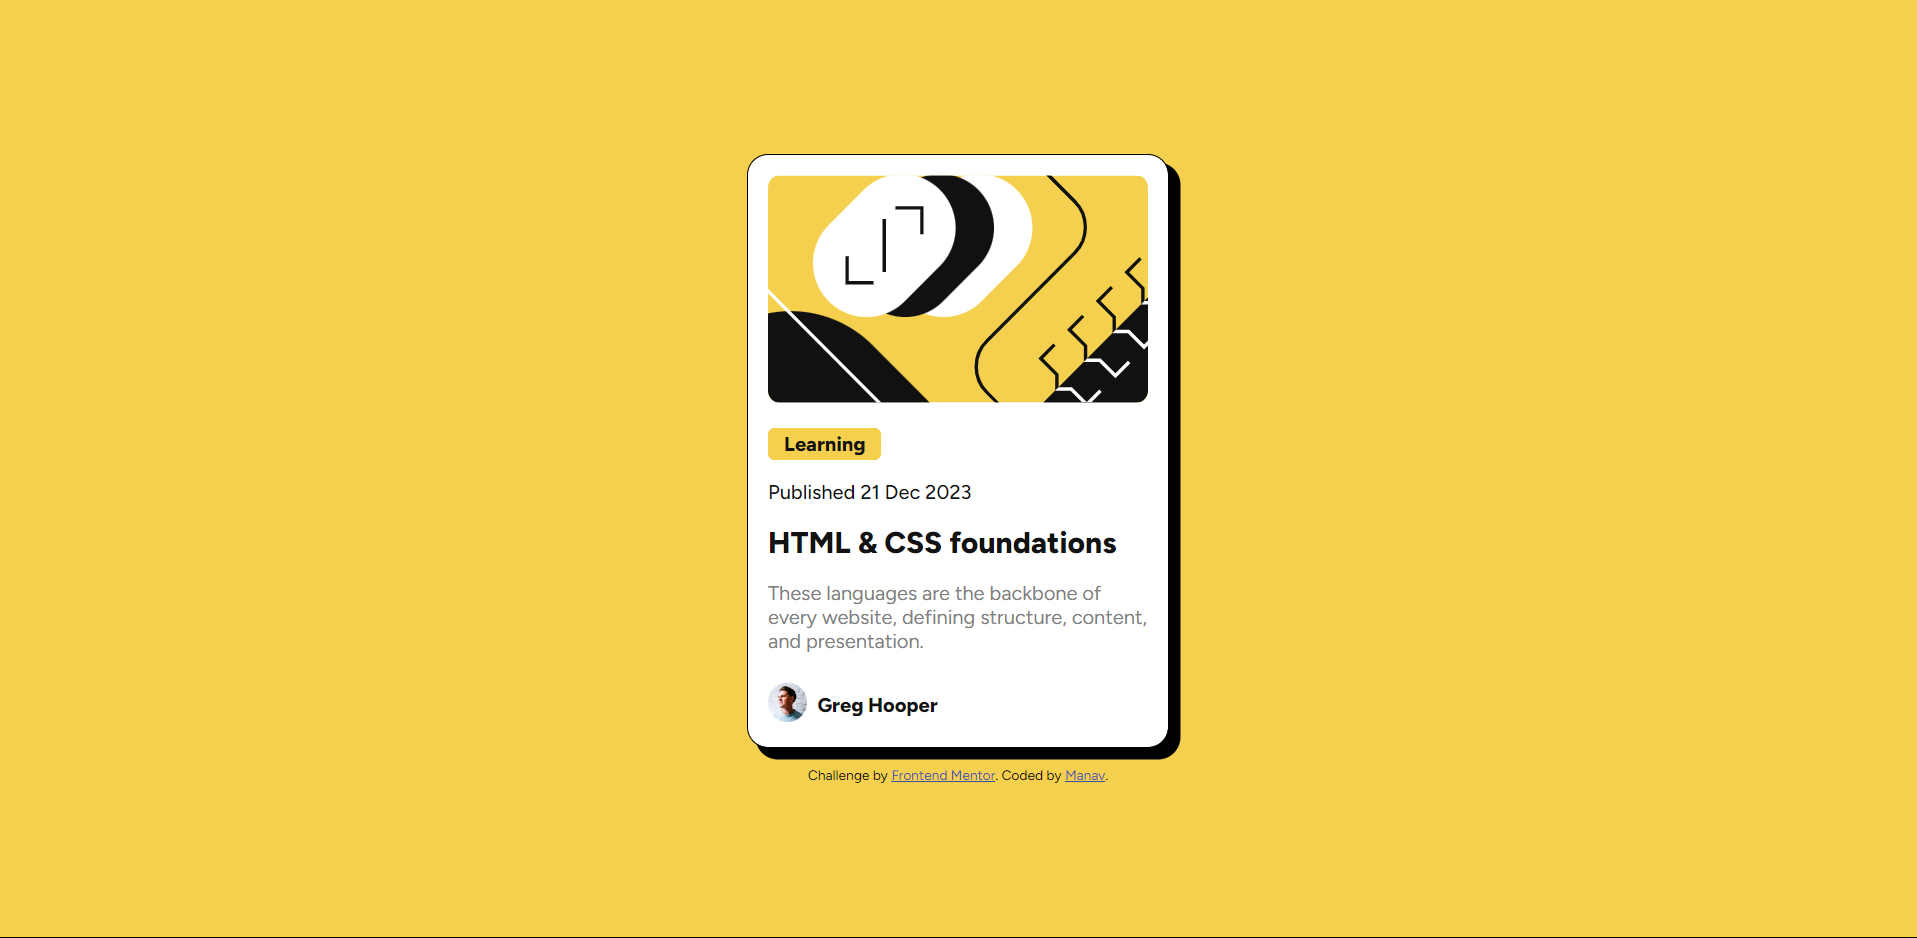 Learning
Published 21 Dec 2023
HTML & CSS foundations
These languages are the backbone of
every website, defining structure, content,
and presentation.
Greg Hooper
Challenge by Frontend Mentor. Coded by Manav.